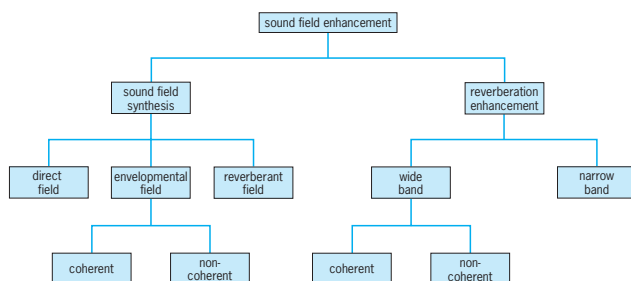 sound field enhancement
sound field
synthesis
reverberation
enhancement
direct
field
envelopmental
field
reverberant field
wide
band
narrow
band
coherent
non-
coherent
coherent
non-
coherent